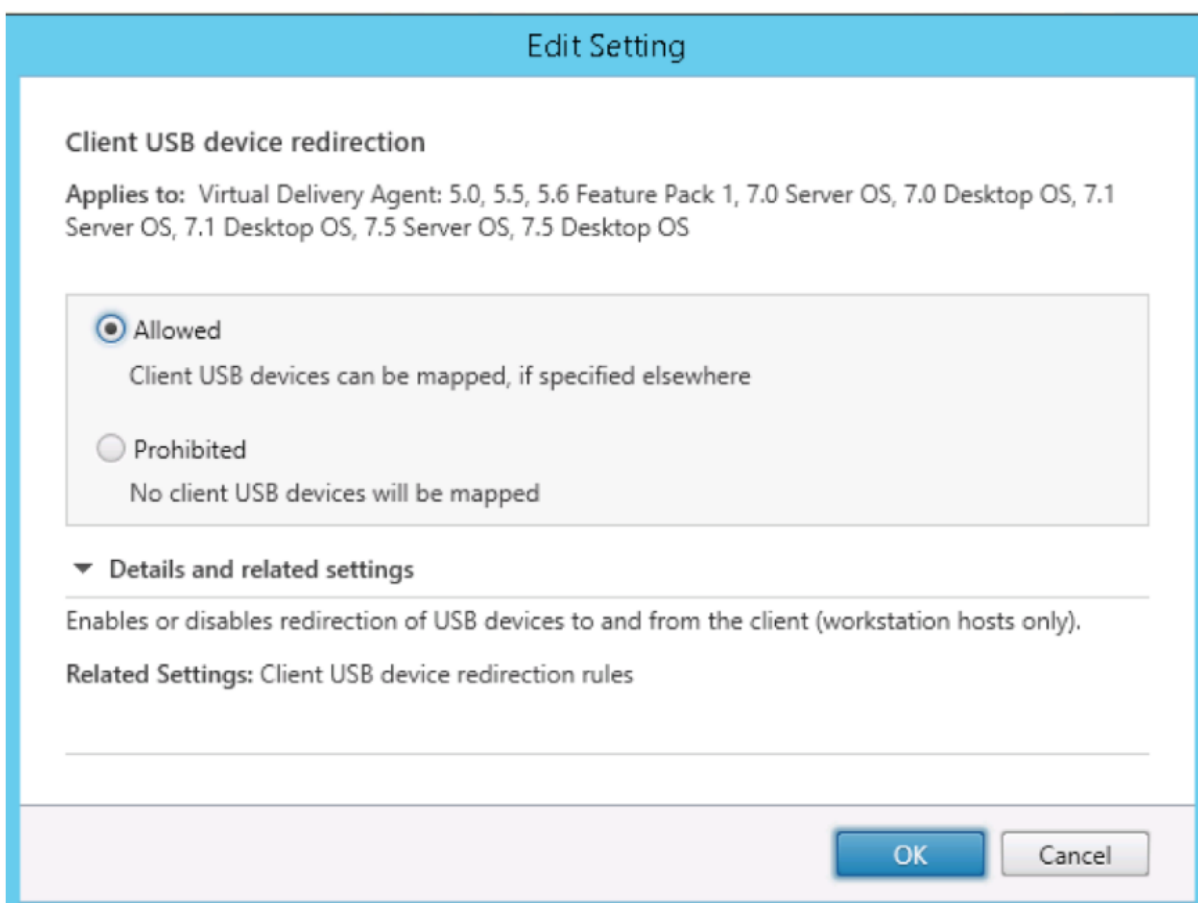 Edit Setting
Client USB device redirection
Applies to: Virtual Delivery Agent: 5.0, 5.5, 5.6 Feature Pack 1, 7.0 Server OS, 7.0 Desktop OS, 7.1
Server OS, 7.1 Desktop OS, 7.5 Server OS, 7.5 Desktop OS
Allowed
Client USB devices can be mapped, if specified elsewhere
Prohibited
No client USB devices will be mapped
Details and related settings
Enables or disables redirection of USB devices to and from the client (workstation hosts only).
Related Settings: Client USB device redirection rules
OK
Cancel